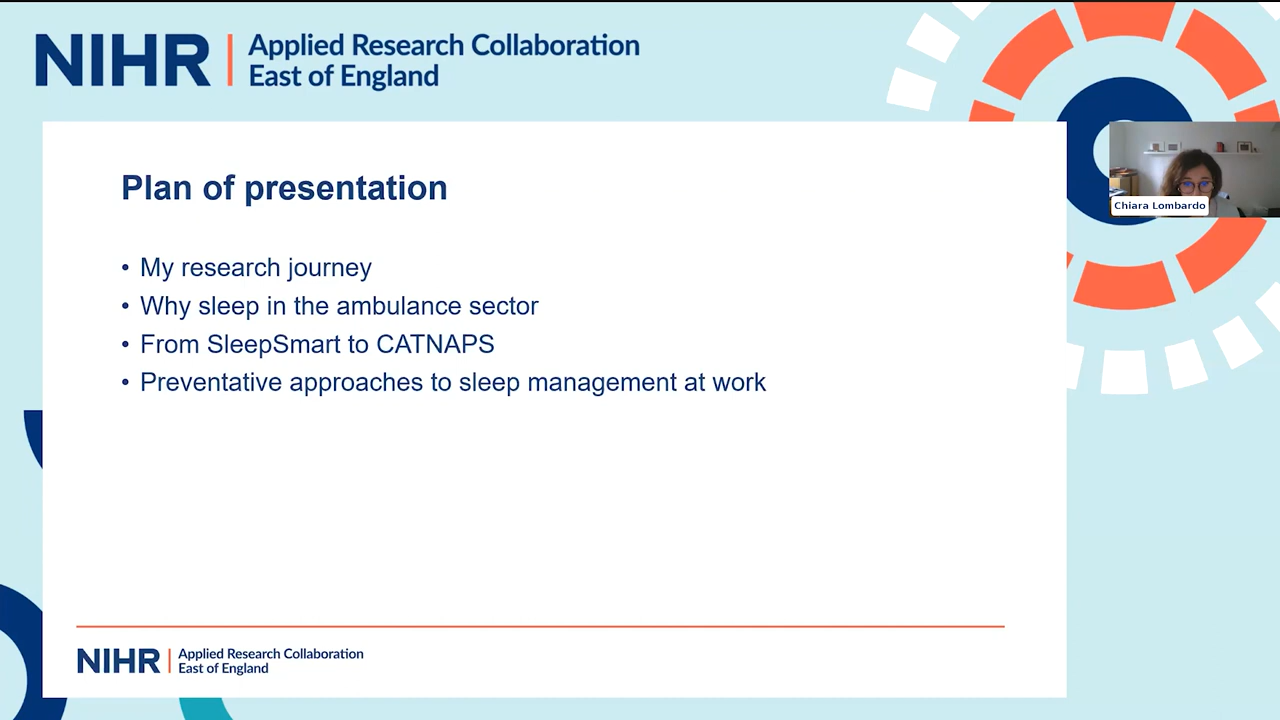 NIHR | Applied Research Collaboration
East of England
Plan of presentation
• My research journey
• Why sleep in the ambulance sector
• From SleepSmart to CATNAPS
• Preventative approaches to sleep management at work
Chiara Lombardo
NIHR | Applied Research Collaboration
East of England